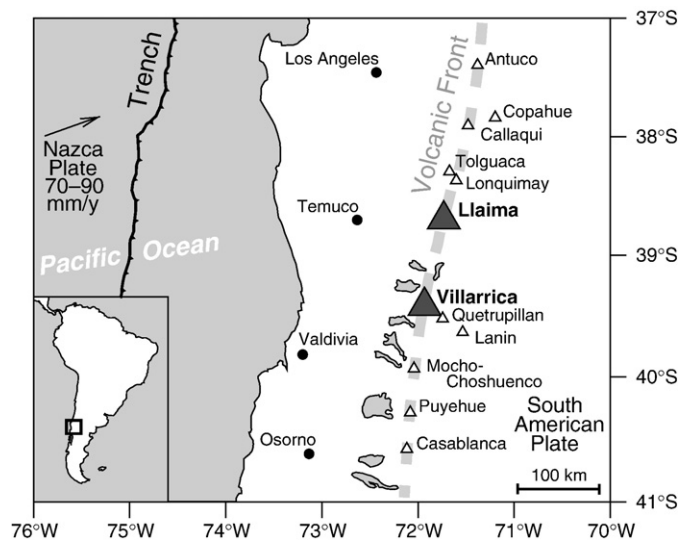 37°S
Trench
Los Angeles
Antuco
Volcanic Front
Copahue
Callaqui
38°S
Nazca
Plate
70–90
mm/y
Tolguaca
Lonquimay
Temuco
Llaima
Pacific Ocean
39°S
Villarrica
Quetrupillan
Lanin
Valdivia
Mocho-
Choshuenco
40°S
Puyehue
South
American
Plate
Osorno
Casablanca
100 km
41°S
76°W 75°W 74°W 73°W 72°W 71°W 70°W